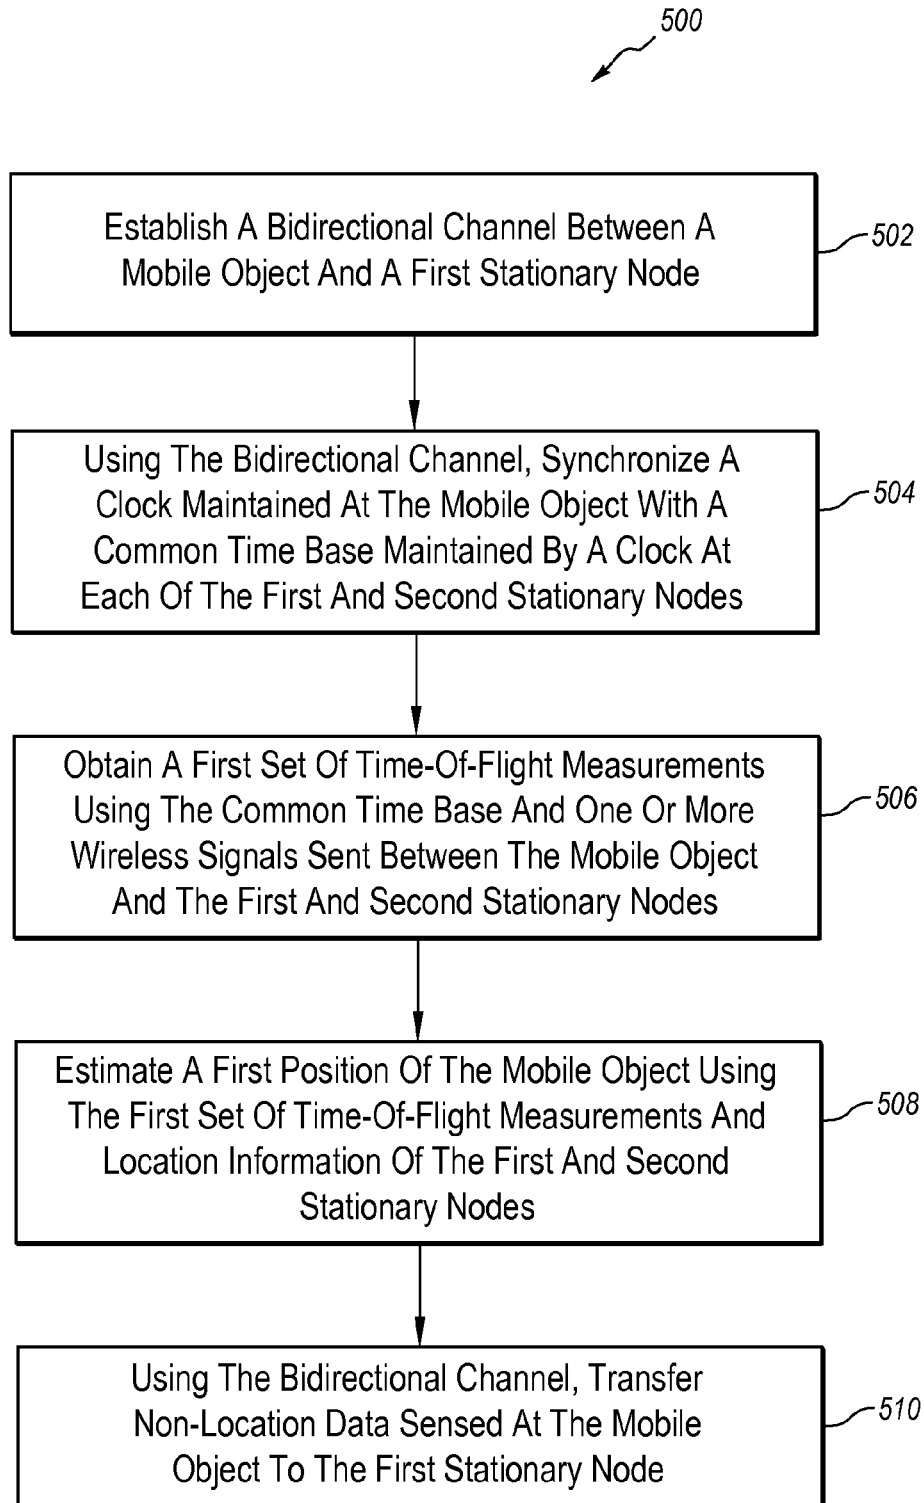 500
Establish A Bidirectional Channel Between A
Mobile Object And A First Stationary Node
502
Using The Bidirectional Channel, Synchronize A
Clock Maintained At The Mobile Object With A
Common Time Base Maintained By A Clock At
Each Of The First And Second Stationary Nodes
504
Obtain A First Set Of Time-Of-Flight Measurements
Using The Common Time Base And One Or More
Wireless Signals Sent Between The Mobile Object
And The First And Second Stationary Nodes
506
Estimate A First Position Of The Mobile Object Using
The First Set Of Time-Of-Flight Measurements And
Location Information Of The First And Second
Stationary Nodes
508
Using The Bidirectional Channel, Transfer
Non-Location Data Sensed At The Mobile
Object To The First Stationary Node
510